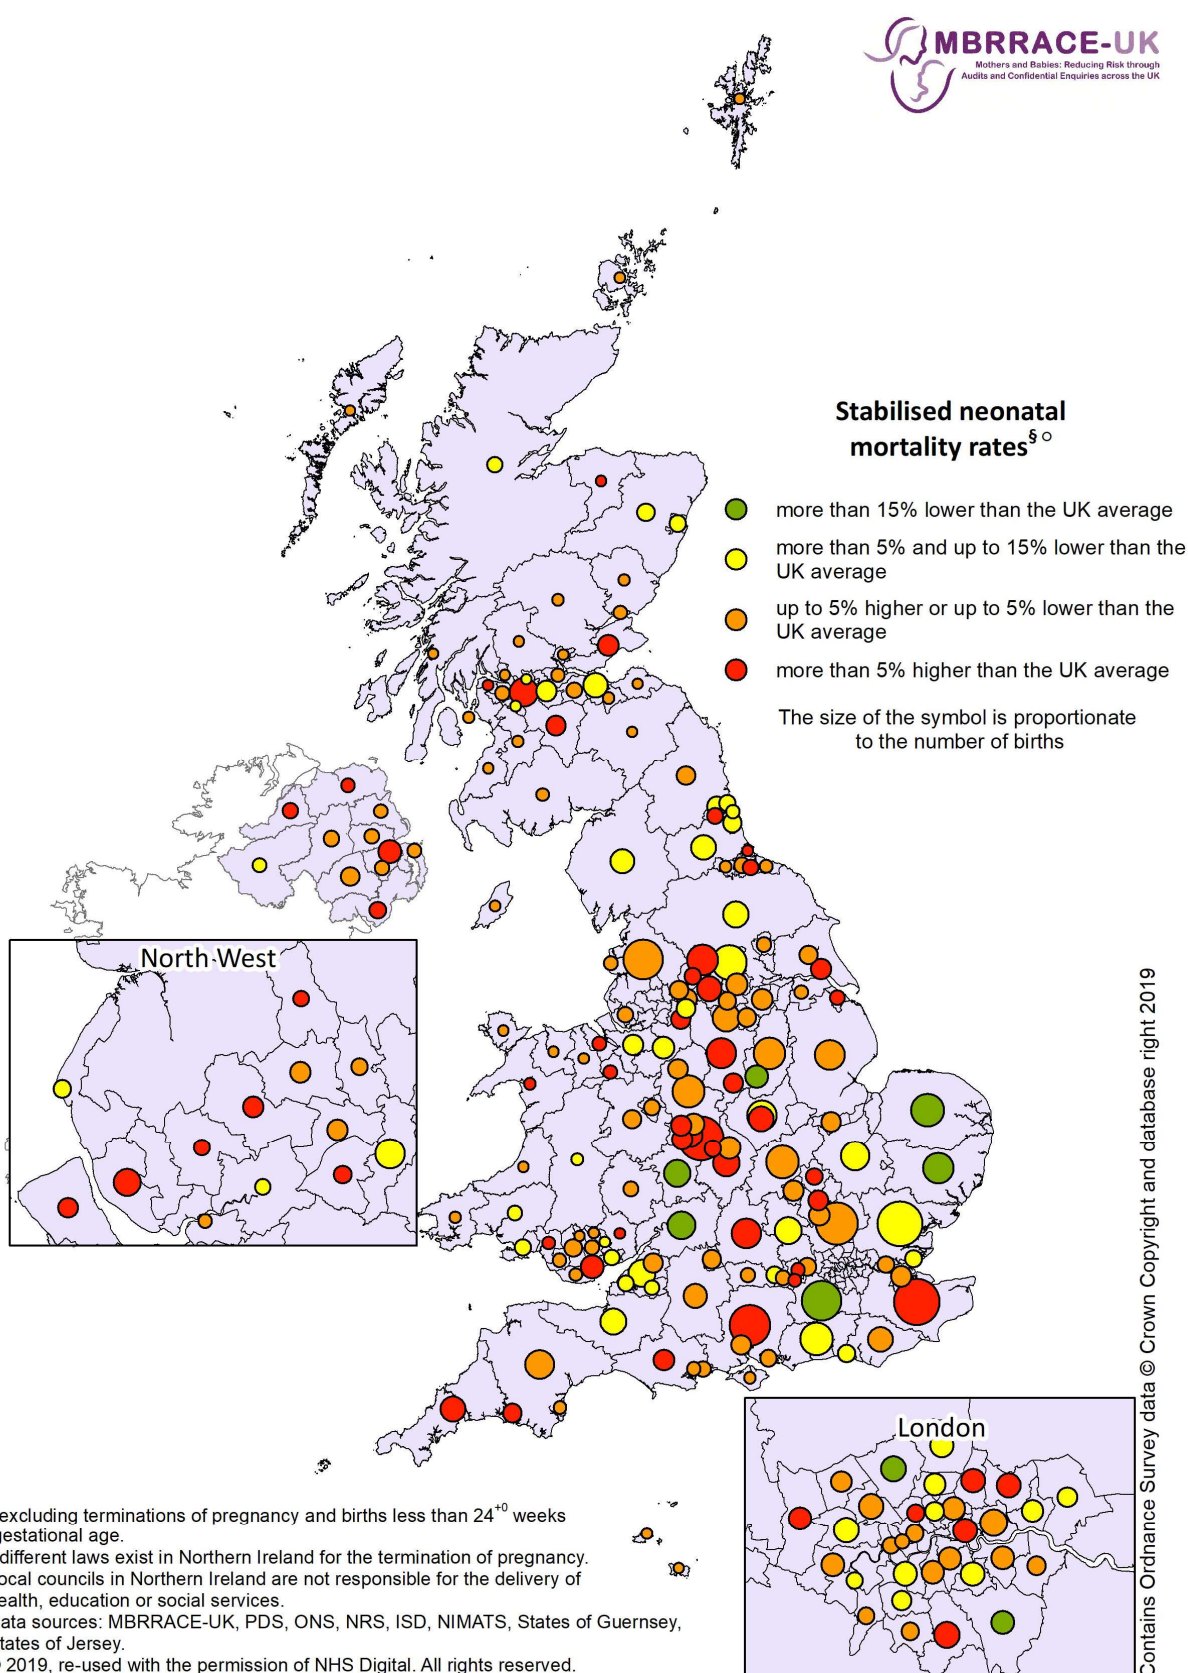 MBRRACE-UK
Mothers and Babies: Reducing Risk through
Audits and Confidential Enquiries across the UK
Stabilised neonatal
mortality rates§ ○
more than 15% lower than the UK average
more than 5% and up to 15% lower than the
UK average
up to 5% higher or up to 5% lower than the
UK average
more than 5% higher than the UK average
The size of the symbol is proportionate
to the number of births
North West
London
excluding terminations of pregnancy and births less than 24+0 weeks
gestational age.
different laws exist in Northern Ireland for the termination of pregnancy.
ocal councils in Northern Ireland are not responsible for the delivery of
ealth, education or social services.
ata sources: MBRRACE-UK, PDS, ONS, NRS, ISD, NIMATS, States of Guernsey,
tates of Jersey.
2019, re-used with the permission of NHS Digital. All rights reserved.
Contains Ordnance Survey data © Crown Copyright and database right 2019